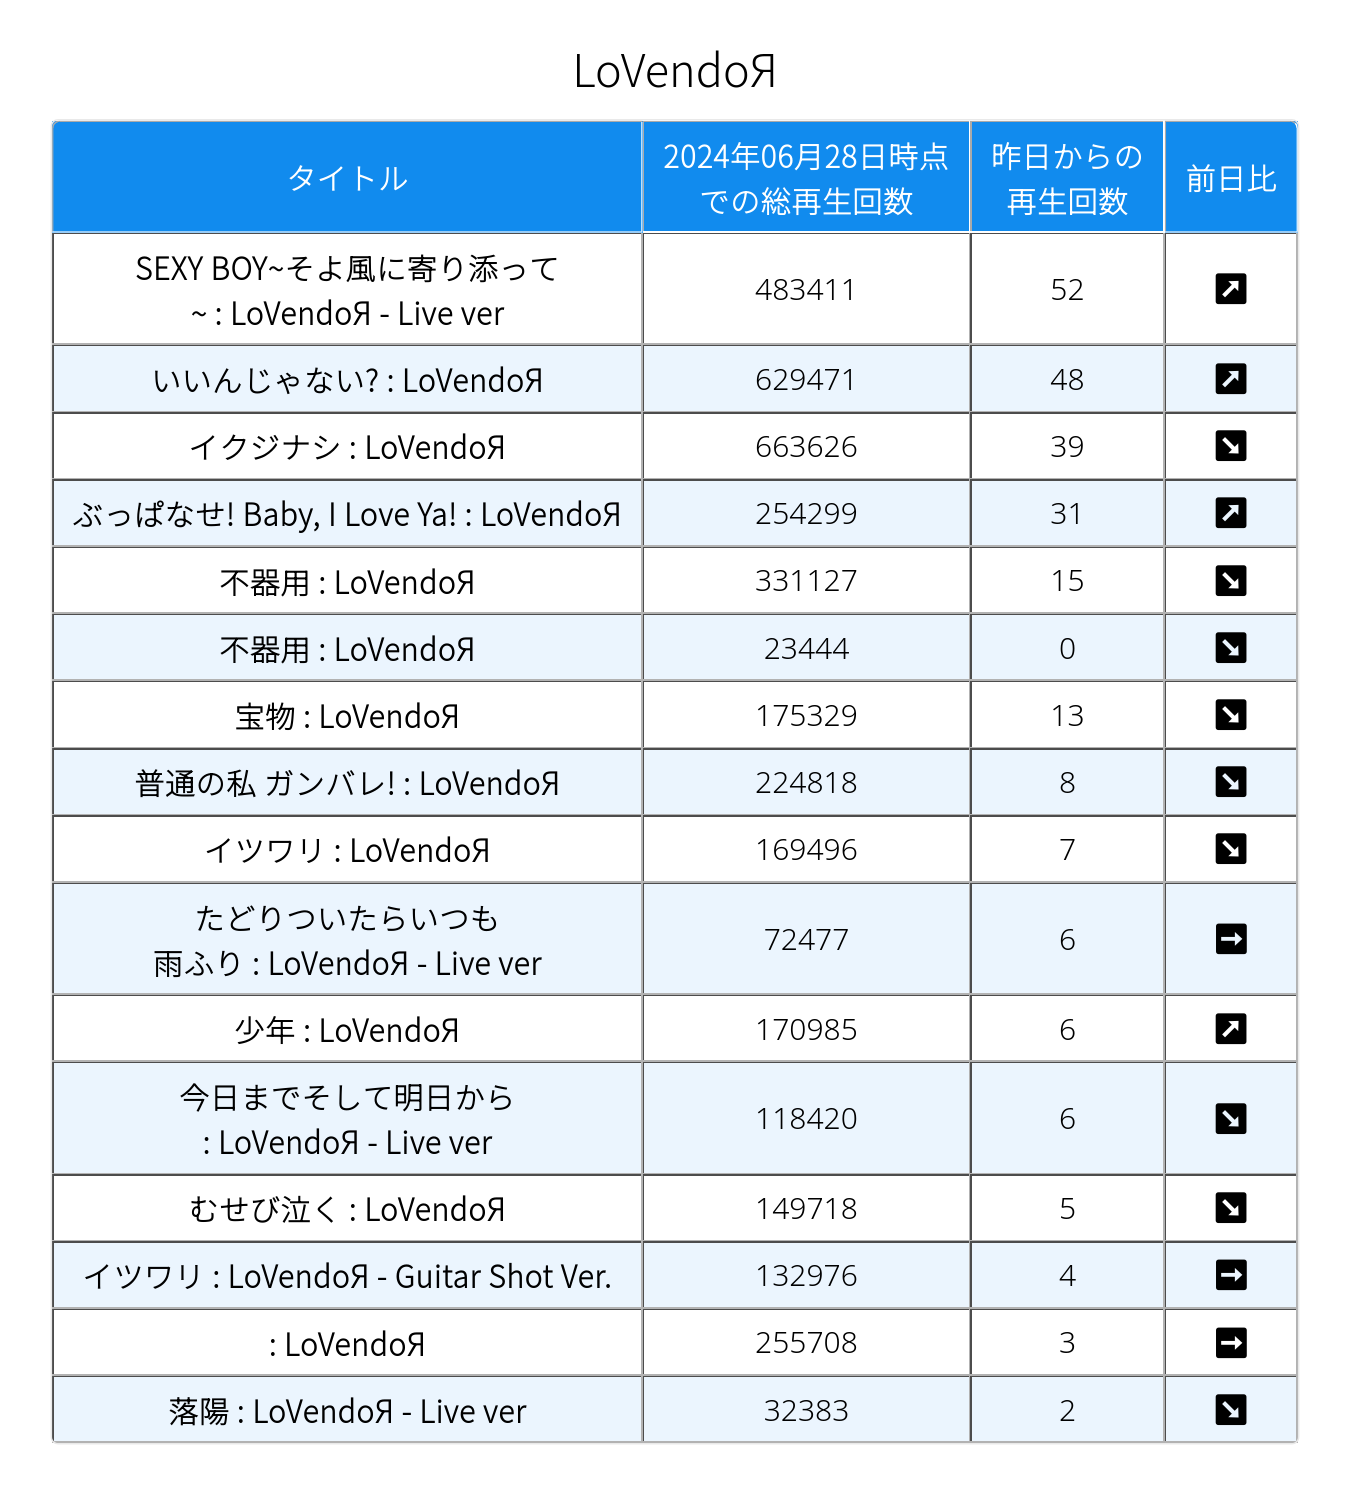 LoVendoЯ
タイトル
2024年06月28日時点
での総再生回数
昨日からの
再生回数
前日比
SEXY BOY~そよ風に寄り添って
~ : LoVendoЯ - Live ver
483411
52
いいんじゃない? : LoVendoЯ
629471
48
イクジナシ : LoVendoЯ
663626
39
ぶっぱなせ! Baby, I Love Ya! : LoVendoЯ
254299
31
不器用 : LoVendoЯ
331127
15
不器用 : LoVendoЯ
23444
0
宝物 : LoVendoЯ
175329
13
普通の私 ガンバレ! : LoVendoЯ
224818
8
イツワリ : LoVendoЯ
169496
7
たどりついたらいつも
雨ふり : LoVendoЯ - Live ver
72477
6
少年 : LoVendoЯ
170985
6
今日までそして明日から
: LoVendoЯ - Live ver
118420
6
むせび泣く : LoVendoЯ
149718
5
イツワリ : LoVendoЯ - Guitar Shot Ver.
132976
4
: LoVendoЯ
255708
3
落陽 : LoVendoЯ - Live ver
32383
2